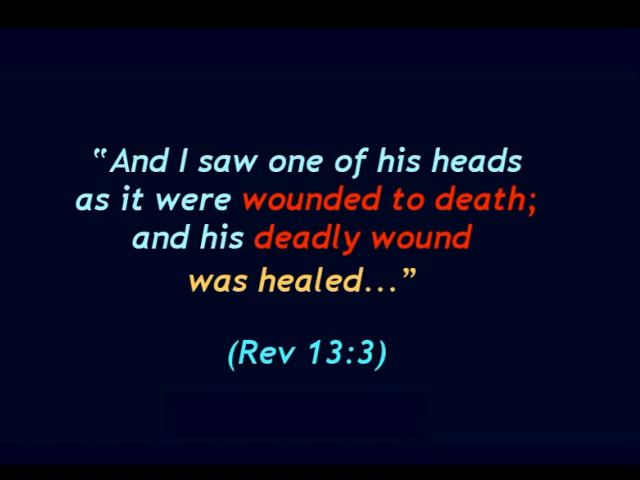 “And I saw one of his heads
as it were wounded to death;
and his deadly wound
was healed...”
(Rev 13:3)